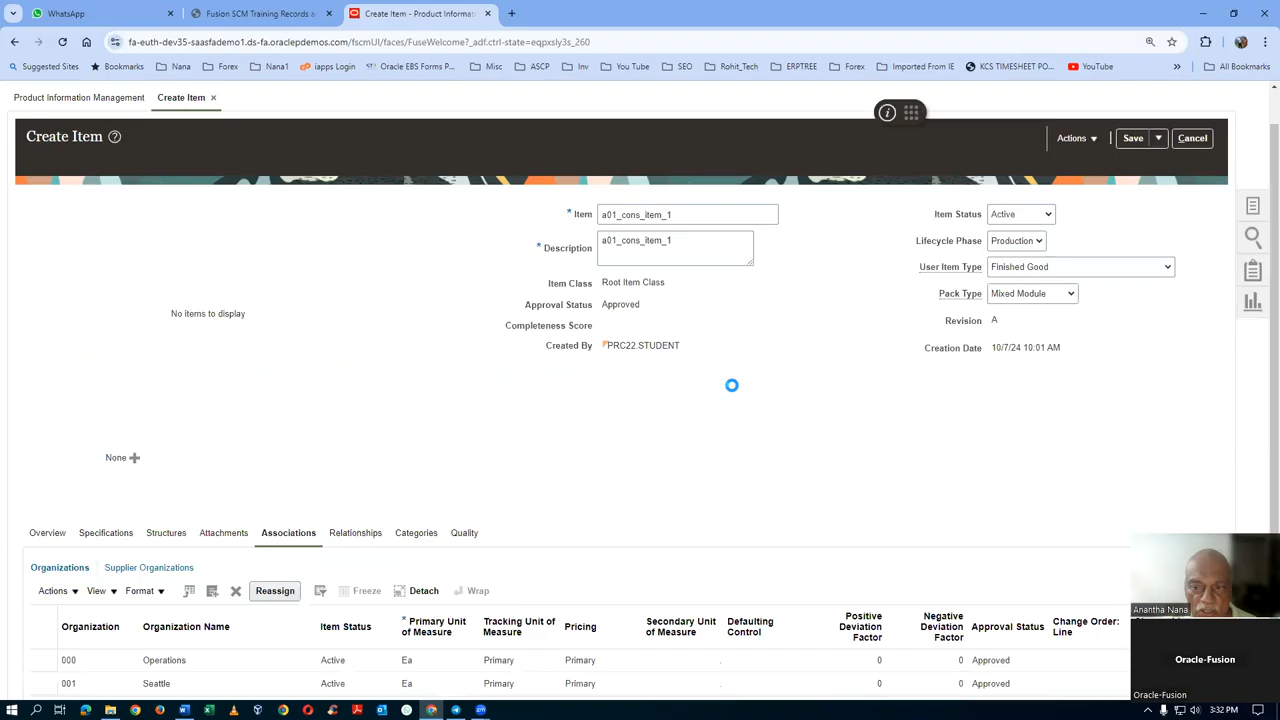 WhatsApp
Fusion SCM Training Records a
Create Item - Product Informat
fa-euth-dev35-saasfademo1.ds-fa.oraclepdemos.com/fscmUI/faces/FuseWelcome?_adf.ctrl-state=eqpxsly3s_260
Suggested Sites
Bookmarks
Nana
Forex
Nana1
iapps Login
Oracle EBS Forms P...
Misc
ASCP
Inv
You Tube
SEO
Rohit_Tech
ERPTREE
Forex
Imported From IE
KCS TIMESHEET PO...
YouTube
All Bookmarks
Product Information Management
Create Item
Create Item
Actions
Save
Cancel
* Item a01_cons_item_1
* Description a01_cons_item_1
Item Class Root Item Class
Approval Status Approved
Completeness Score
Created By PRC22.STUDENT
Item Status Active
Lifecycle Phase Production
User Item Type Finished Good
Pack Type Mixed Module
Revision A
Creation Date 10/7/24 10:01 AM
No items to display
None
Overview Specifications Structures Attachments Associations Relationships Categories Quality
Organizations Supplier Organizations
Actions View Format Reassign Freeze Detach Wrap
Organization Organization Name Item Status * Primary Unit of Measure Tracking Unit of Measure Pricing Secondary Unit of Measure Defaulting Control Positive Deviation Factor Negative Deviation Factor Approval Status Change Order: Line
000 Operations Active Ea Primary Primary 0 0 Approved
001 Seattle Active Ea Primary Primary 0 0 Approved
Anantha Nana
Oracle-Fusion
Oracle-Fusion
3:32 PM